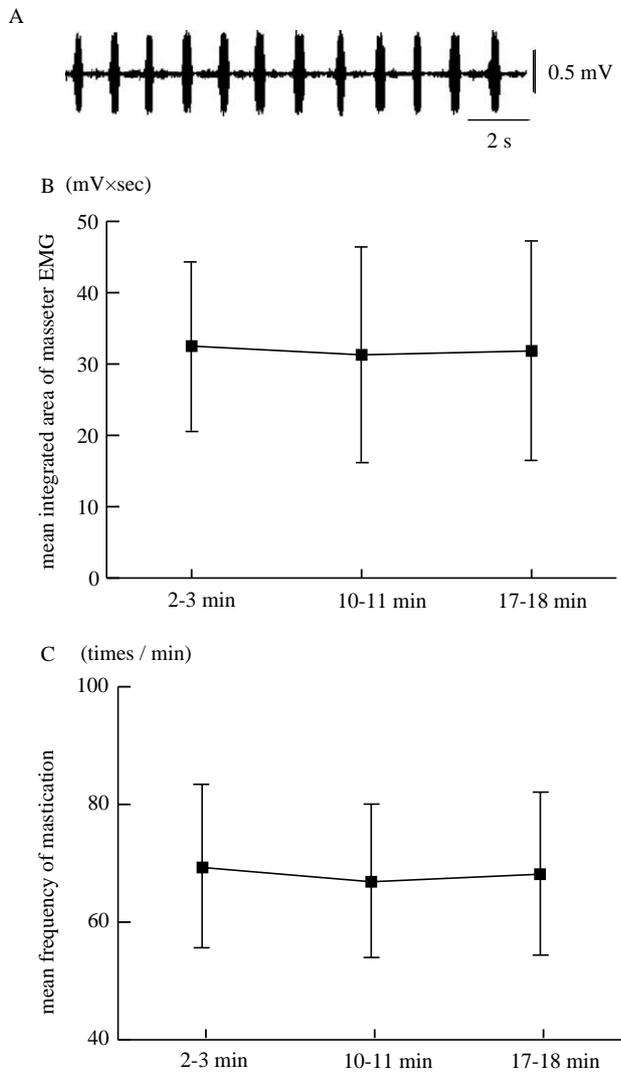 A
0.5 mV
2 s
B (mV×sec)
mean integrated area of masseter EMG
50
40
30
20
10
0
2-3 min 10-11 min 17-18 min
C (times / min)
mean frequency of mastication
100
80
60
40
2-3 min 10-11 min 17-18 min